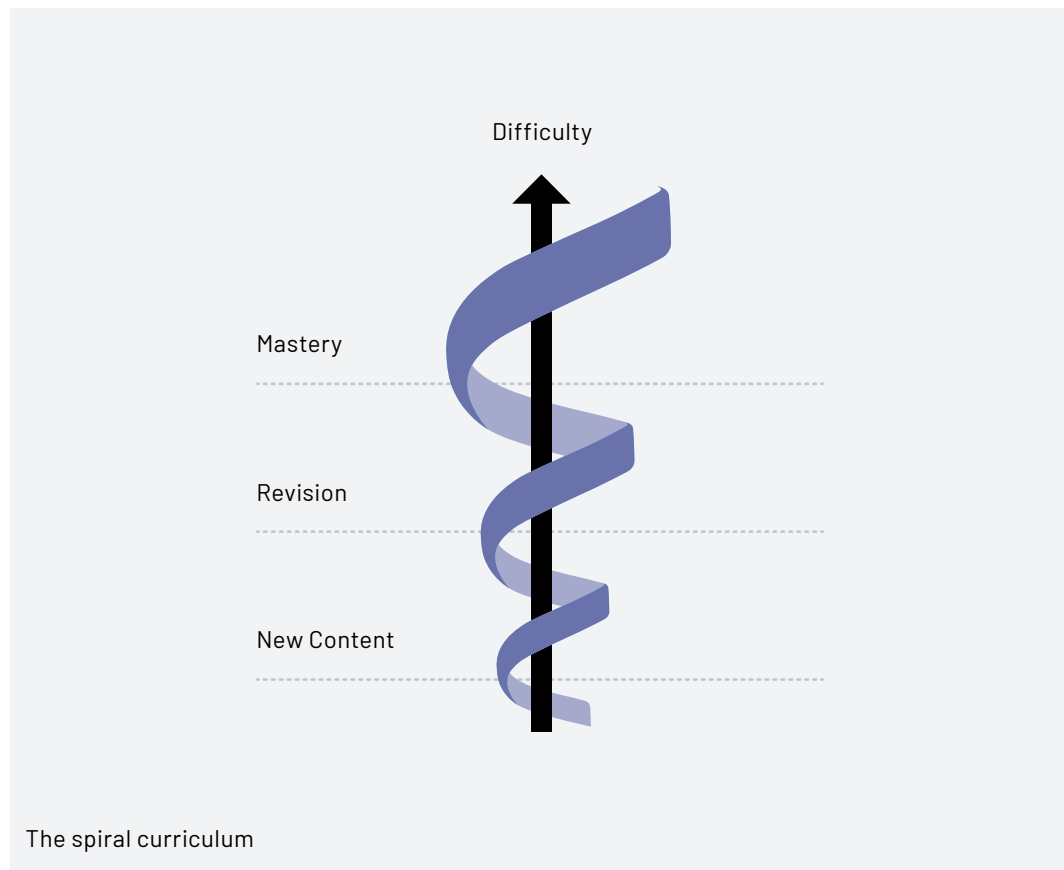 Difficulty
Mastery
Revision
New Content
The spiral curriculum